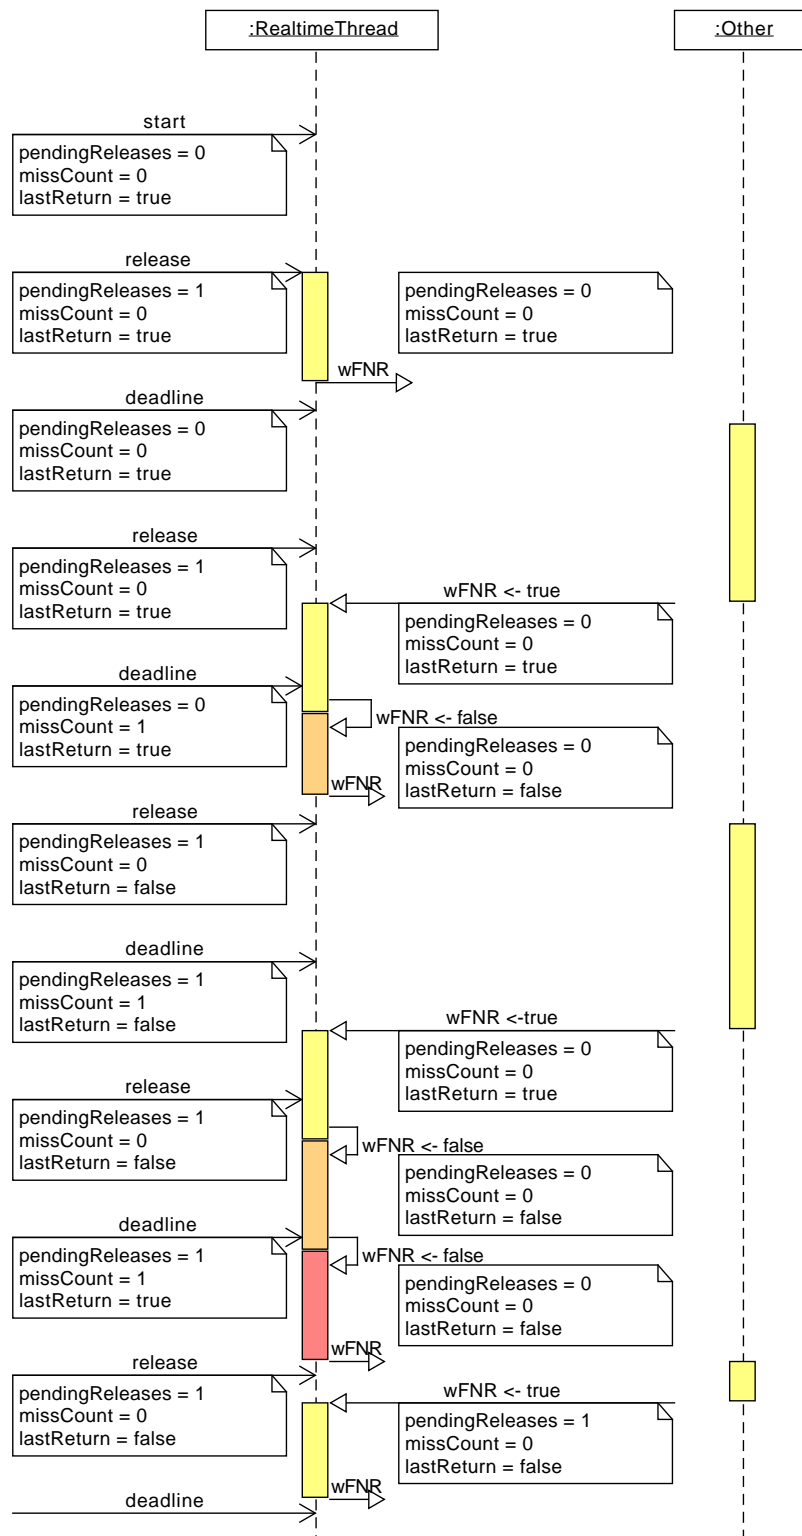 :RealtimeThread
:Other
start
pendingReleases = 0
missCount = 0
lastReturn = true
release
pendingReleases = 1
missCount = 0
lastReturn = true
pendingReleases = 0
missCount = 0
lastReturn = true
wFNR
deadline
pendingReleases = 0
missCount = 0
lastReturn = true
release
pendingReleases = 1
missCount = 0
lastReturn = true
wFNR <- true
pendingReleases = 0
missCount = 0
lastReturn = true
deadline
pendingReleases = 0
missCount = 1
lastReturn = true
wFNR <- false
pendingReleases = 0
missCount = 0
lastReturn = false
wFNR
release
pendingReleases = 1
missCount = 0
lastReturn = false
deadline
pendingReleases = 1
missCount = 1
lastReturn = false
wFNR <-true
pendingReleases = 0
missCount = 0
lastReturn = true
release
pendingReleases = 1
missCount = 0
lastReturn = false
wFNR <- false
pendingReleases = 0
missCount = 0
lastReturn = false
deadline
pendingReleases = 1
missCount = 1
lastReturn = true
wFNR <- false
pendingReleases = 0
missCount = 0
lastReturn = false
wFNR
release
pendingReleases = 1
missCount = 0
lastReturn = false
wFNR <- true
pendingReleases = 1
missCount = 0
lastReturn = false
wFNR
deadline